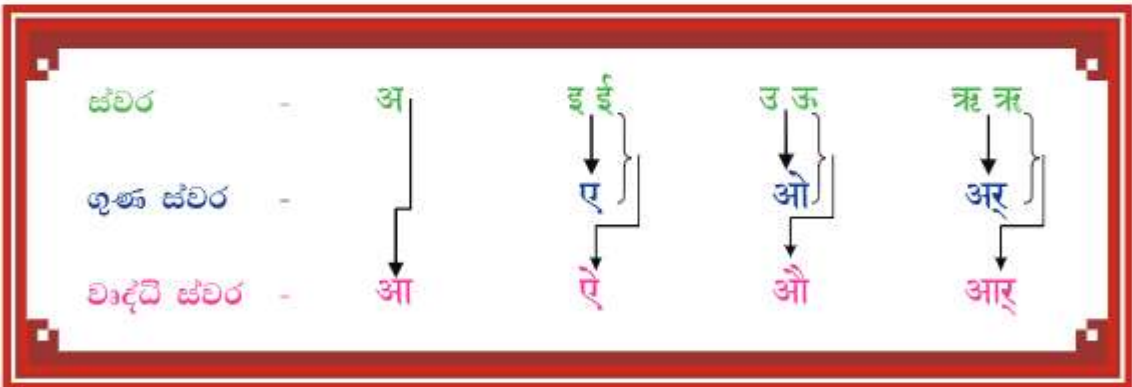 ස්වර - अ इ ई उ ऊ ऋ ऋ
ගුණ ස්වර - ए ओ अर्
වෘද්ධි ස්වර - आ ऐ औ आर्